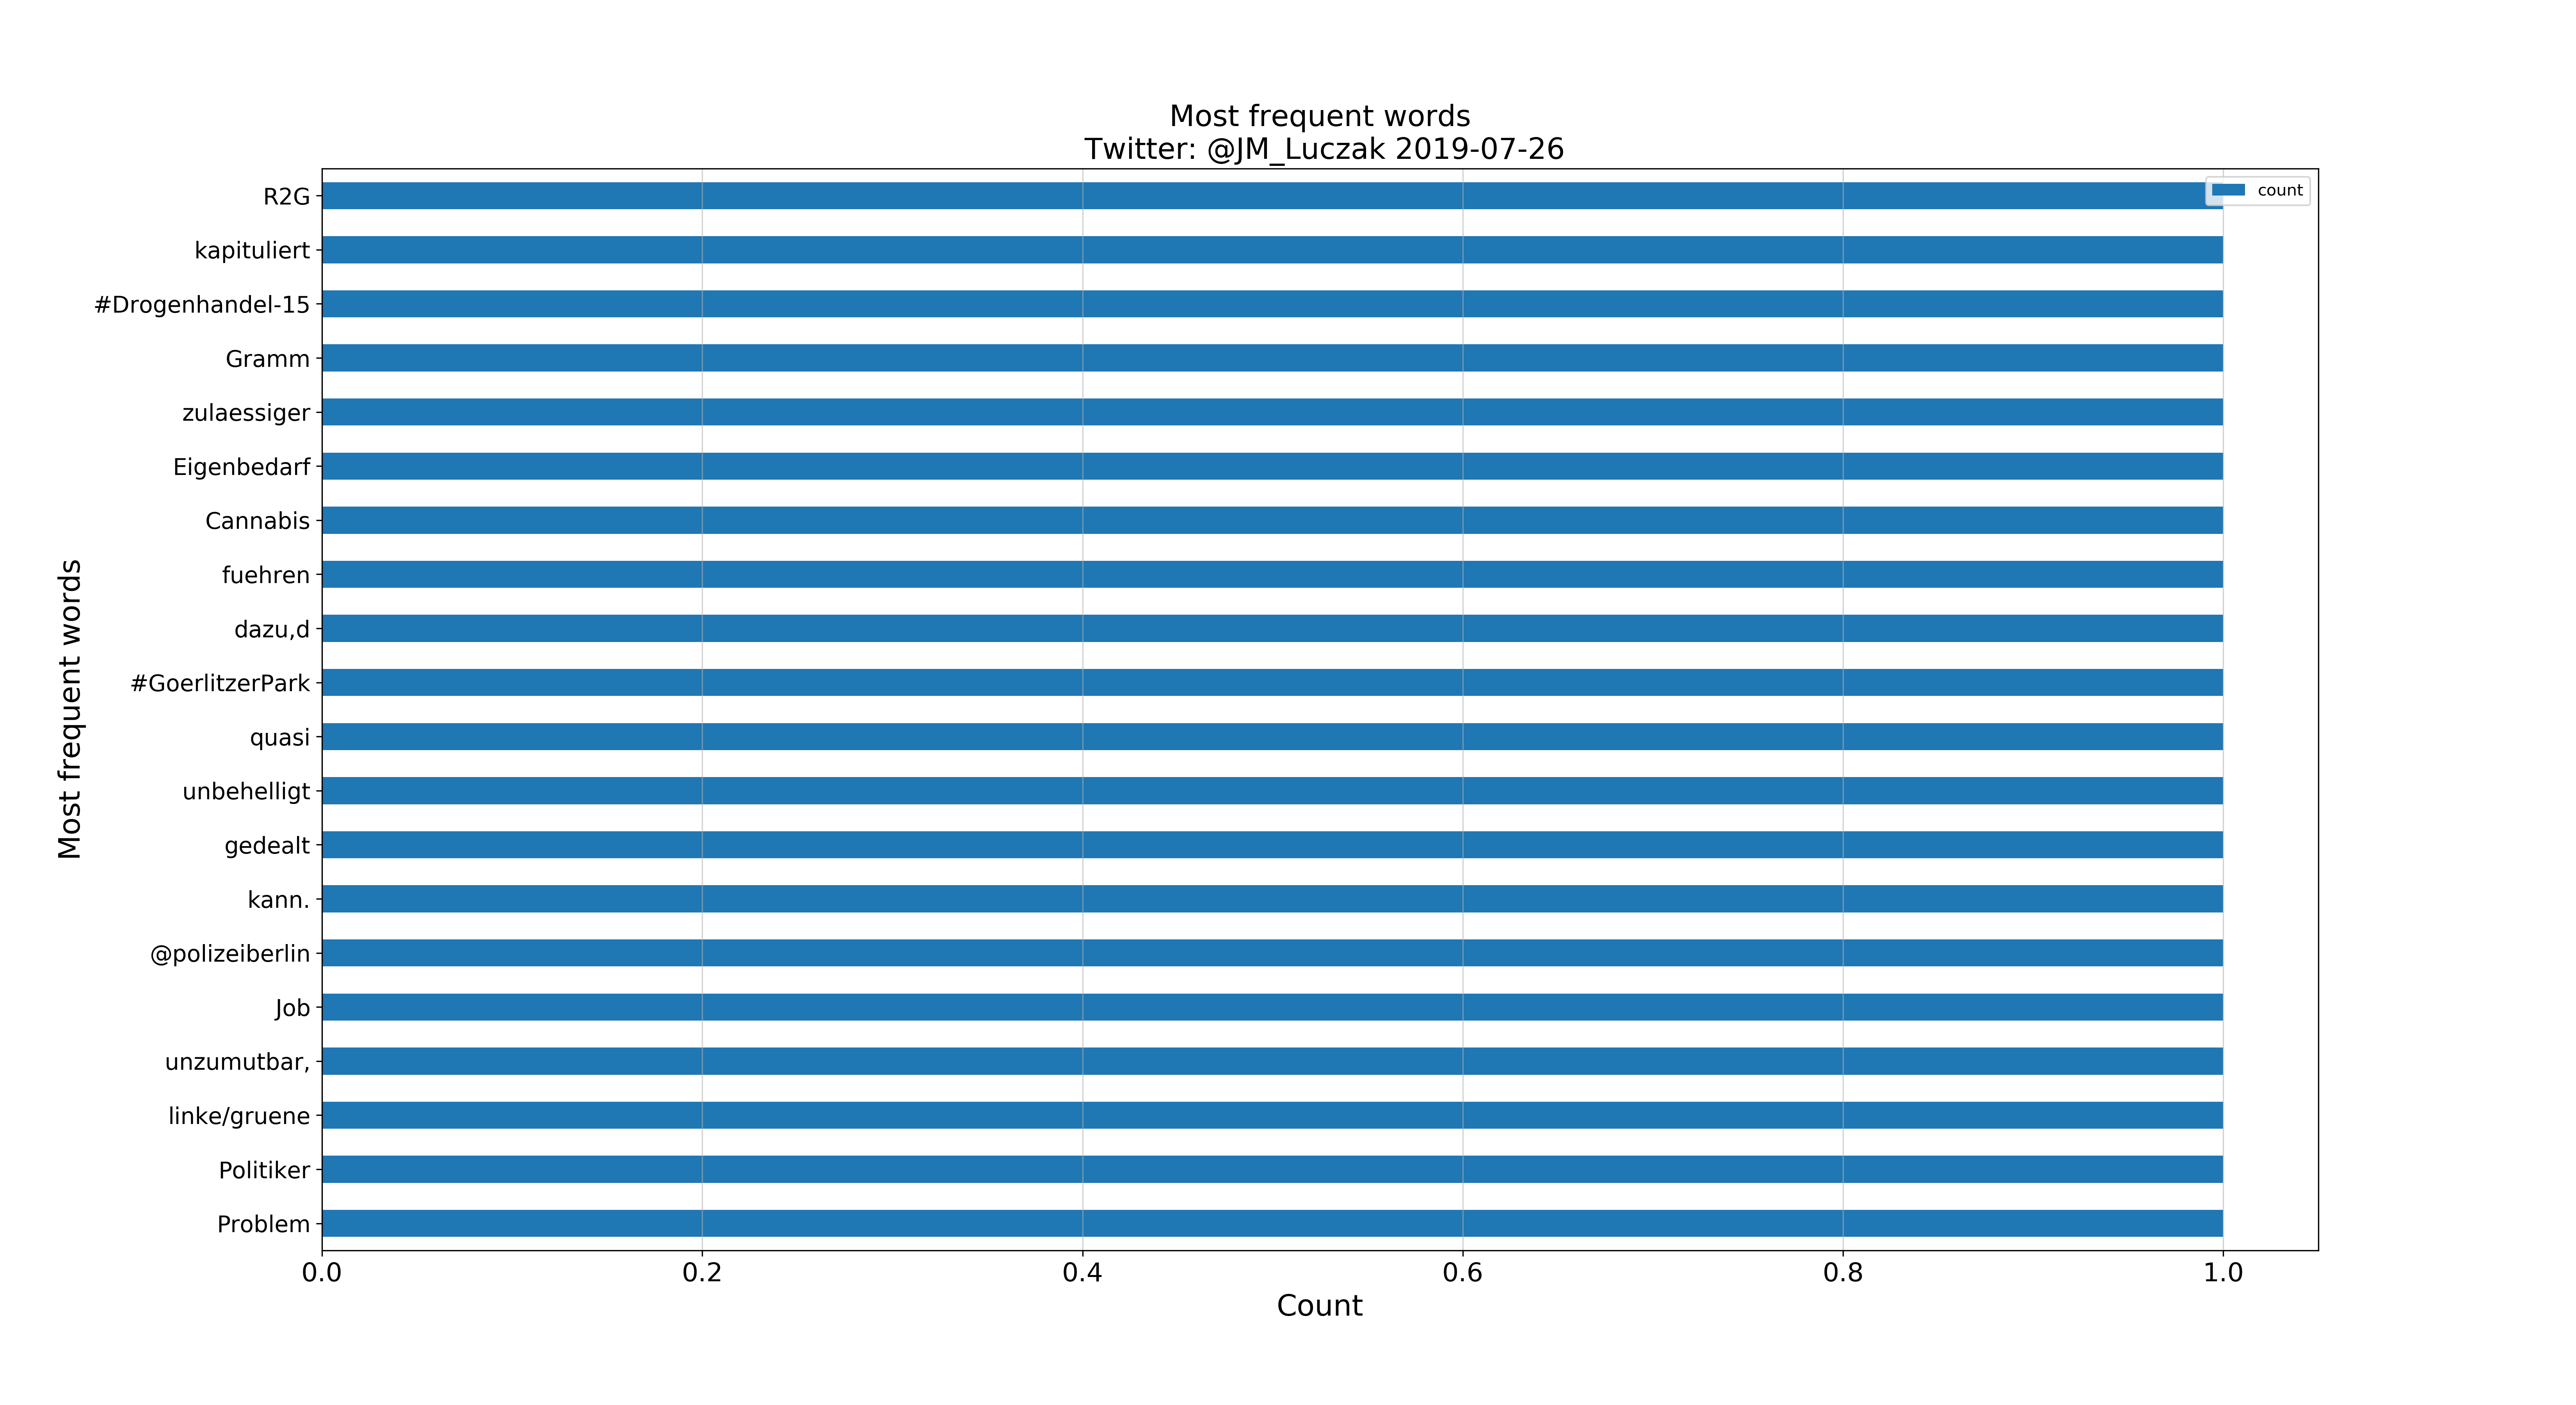 Most frequent words
Twitter: @JM_Luczak 2019-07-26
count
Most frequent words
R2G
kapituliert
#Drogenhandel-15
Gramm
zulaessiger
Eigenbedarf
Cannabis
fuehren
dazu,d
#GoerlitzerPark
quasi
unbehelligt
gedealt
kann.
@polizeiberlin
Job
unzumutbar,
linke/gruene
Politiker
Problem
0.0 0.2 0.4 0.6 0.8 1.0
Count